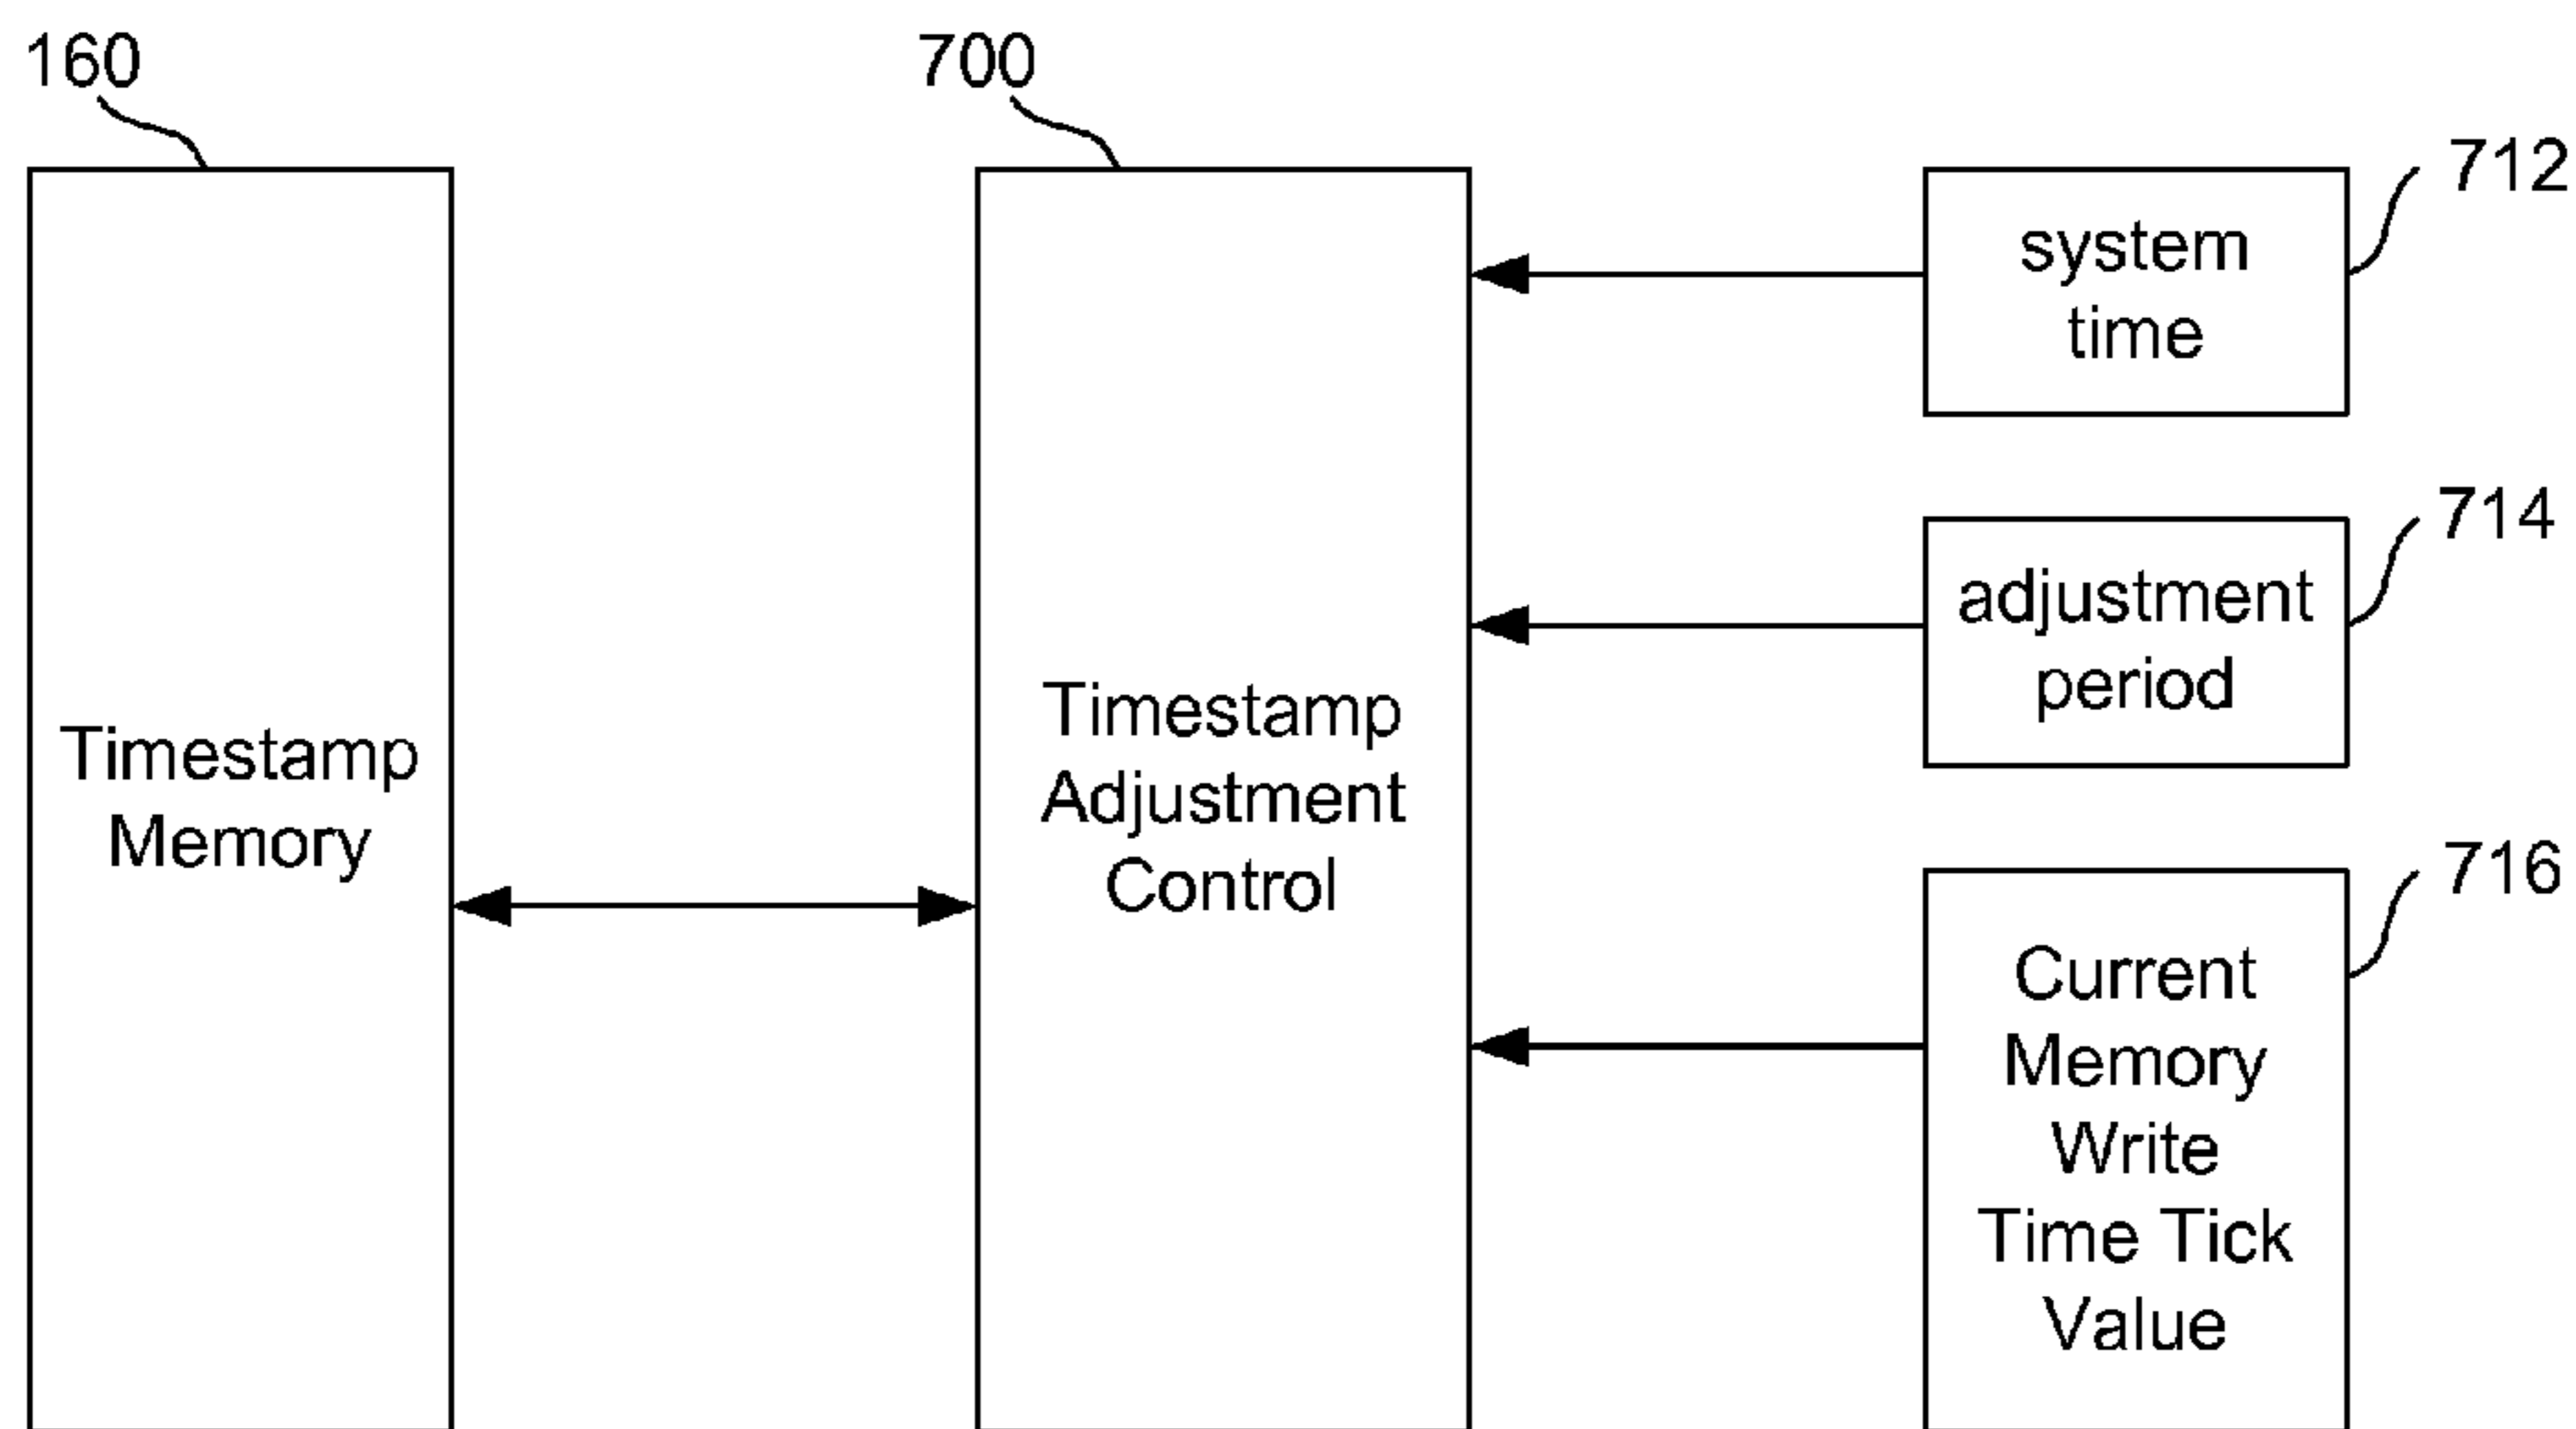 160
700
712
system
time
714
adjustment
period
Timestamp
Memory
Timestamp
Adjustment
Control
716
Current
Memory
Write
Time Tick
Value